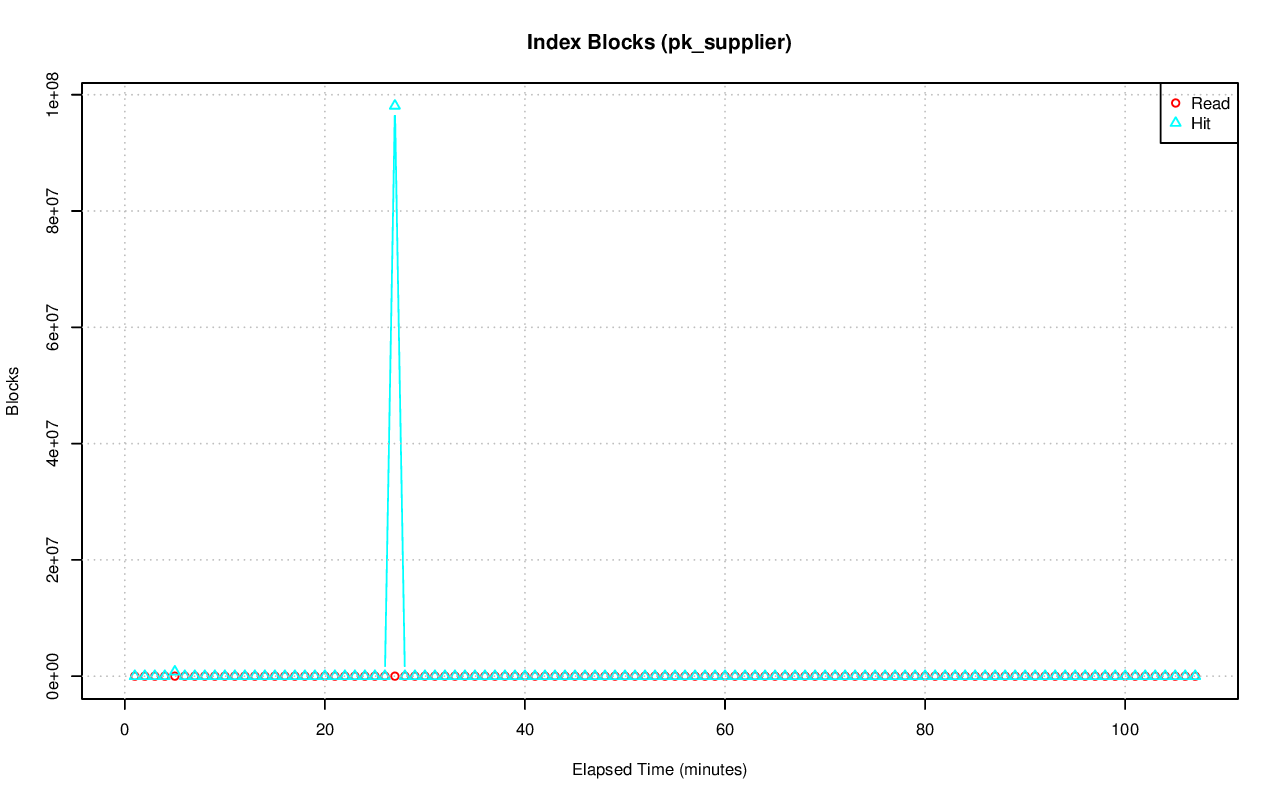 Index Blocks (pk_supplier)
1e+08
8e+07
6e+07
4e+07
2e+07
0e+00
Blocks
Read
Hit
0 20 40 60 80 100
Elapsed Time (minutes)